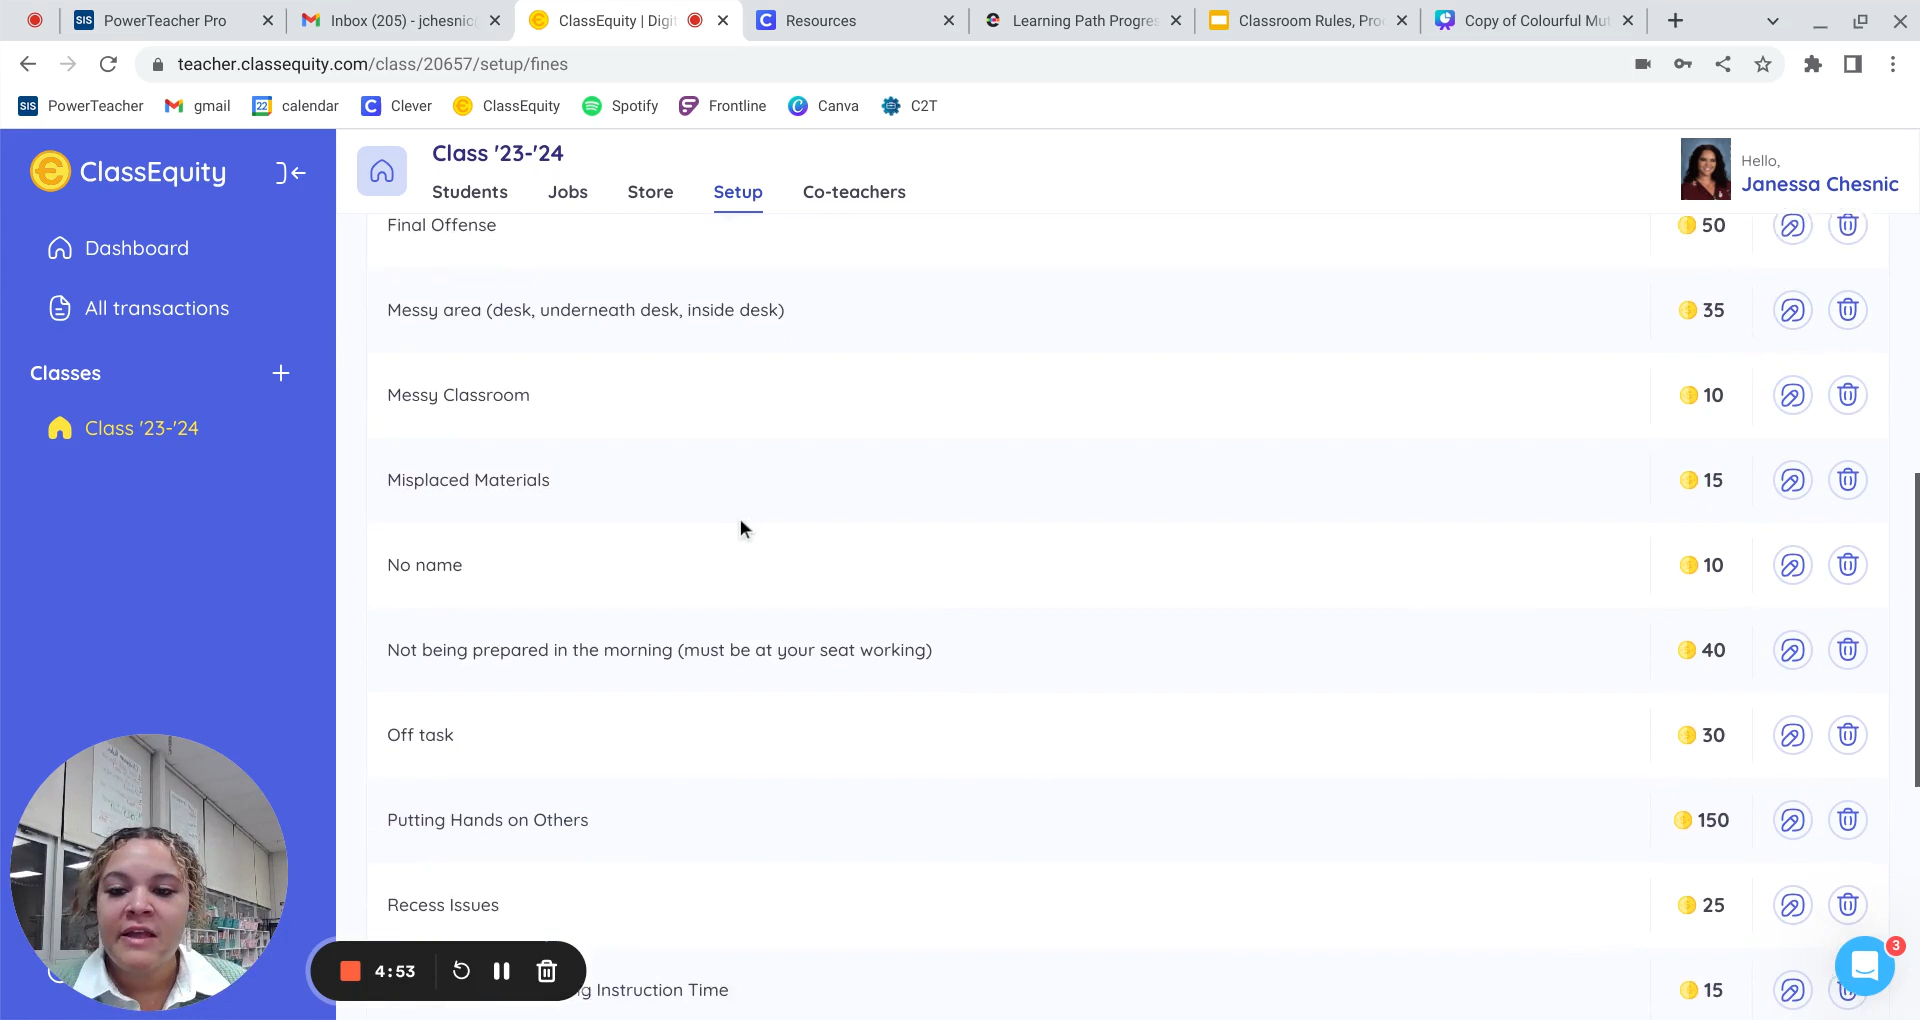 SIS PowerTeacher Pro
Inbox (205) - jchesnic
ClassEquity | Digit
C Resources
Learning Path Progres
Classroom Rules, Pro
Copy of Colourful Mu
teacher.classequity.com/class/20657/setup/fines
SIS PowerTeacher
gmail
22 calendar
C Clever
ClassEquity
Spotify
Frontline
Canva
C2T
ClassEquity
Dashboard
All transactions
Classes
Class '23-'24
Class '23-'24
Students
Jobs
Store
Setup
Co-teachers
Hello,
Janessa Chesnic
Final Offense 50
Messy area (desk, underneath desk, inside desk) 35
Messy Classroom 10
Misplaced Materials 15
No name 10
Not being prepared in the morning (must be at your seat working) 40
Off task 30
Putting Hands on Others 150
Recess Issues 25
g Instruction Time 15
4:53
3